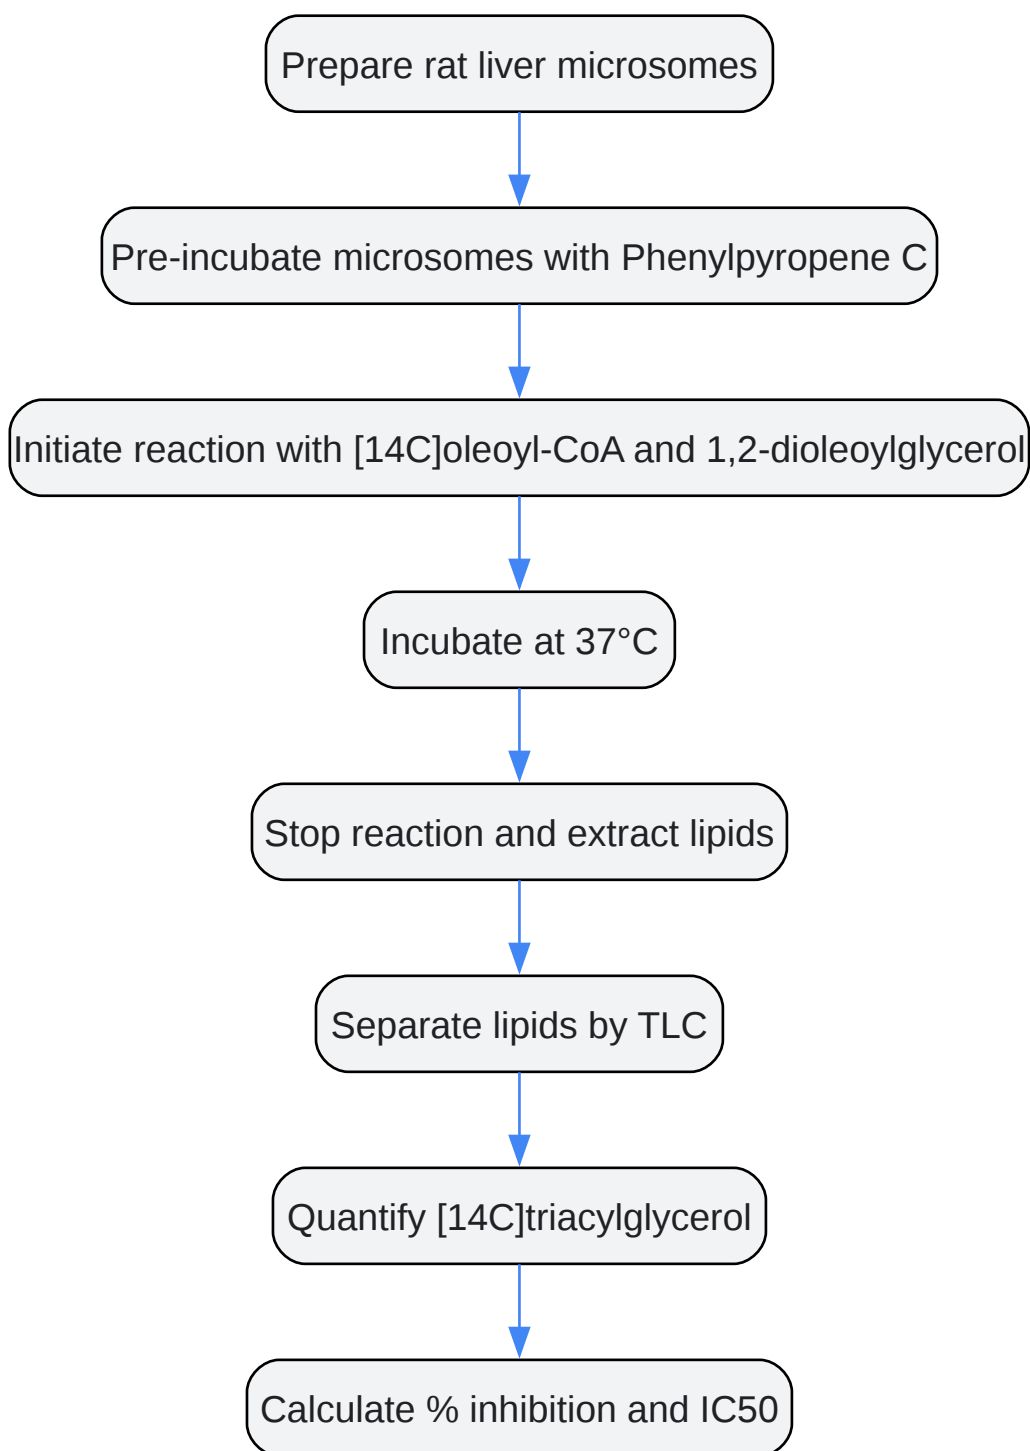 Prepare rat liver microsomes
Pre-incubate microsomes with Phenylpyropene C
Initiate reaction with [14C]oleoyl-CoA and 1,2-dioleoylglycerol
Incubate at 37°C
Stop reaction and extract lipids
Separate lipids by TLC
Quantify [14C]triacylglycerol
Calculate % inhibition and IC50